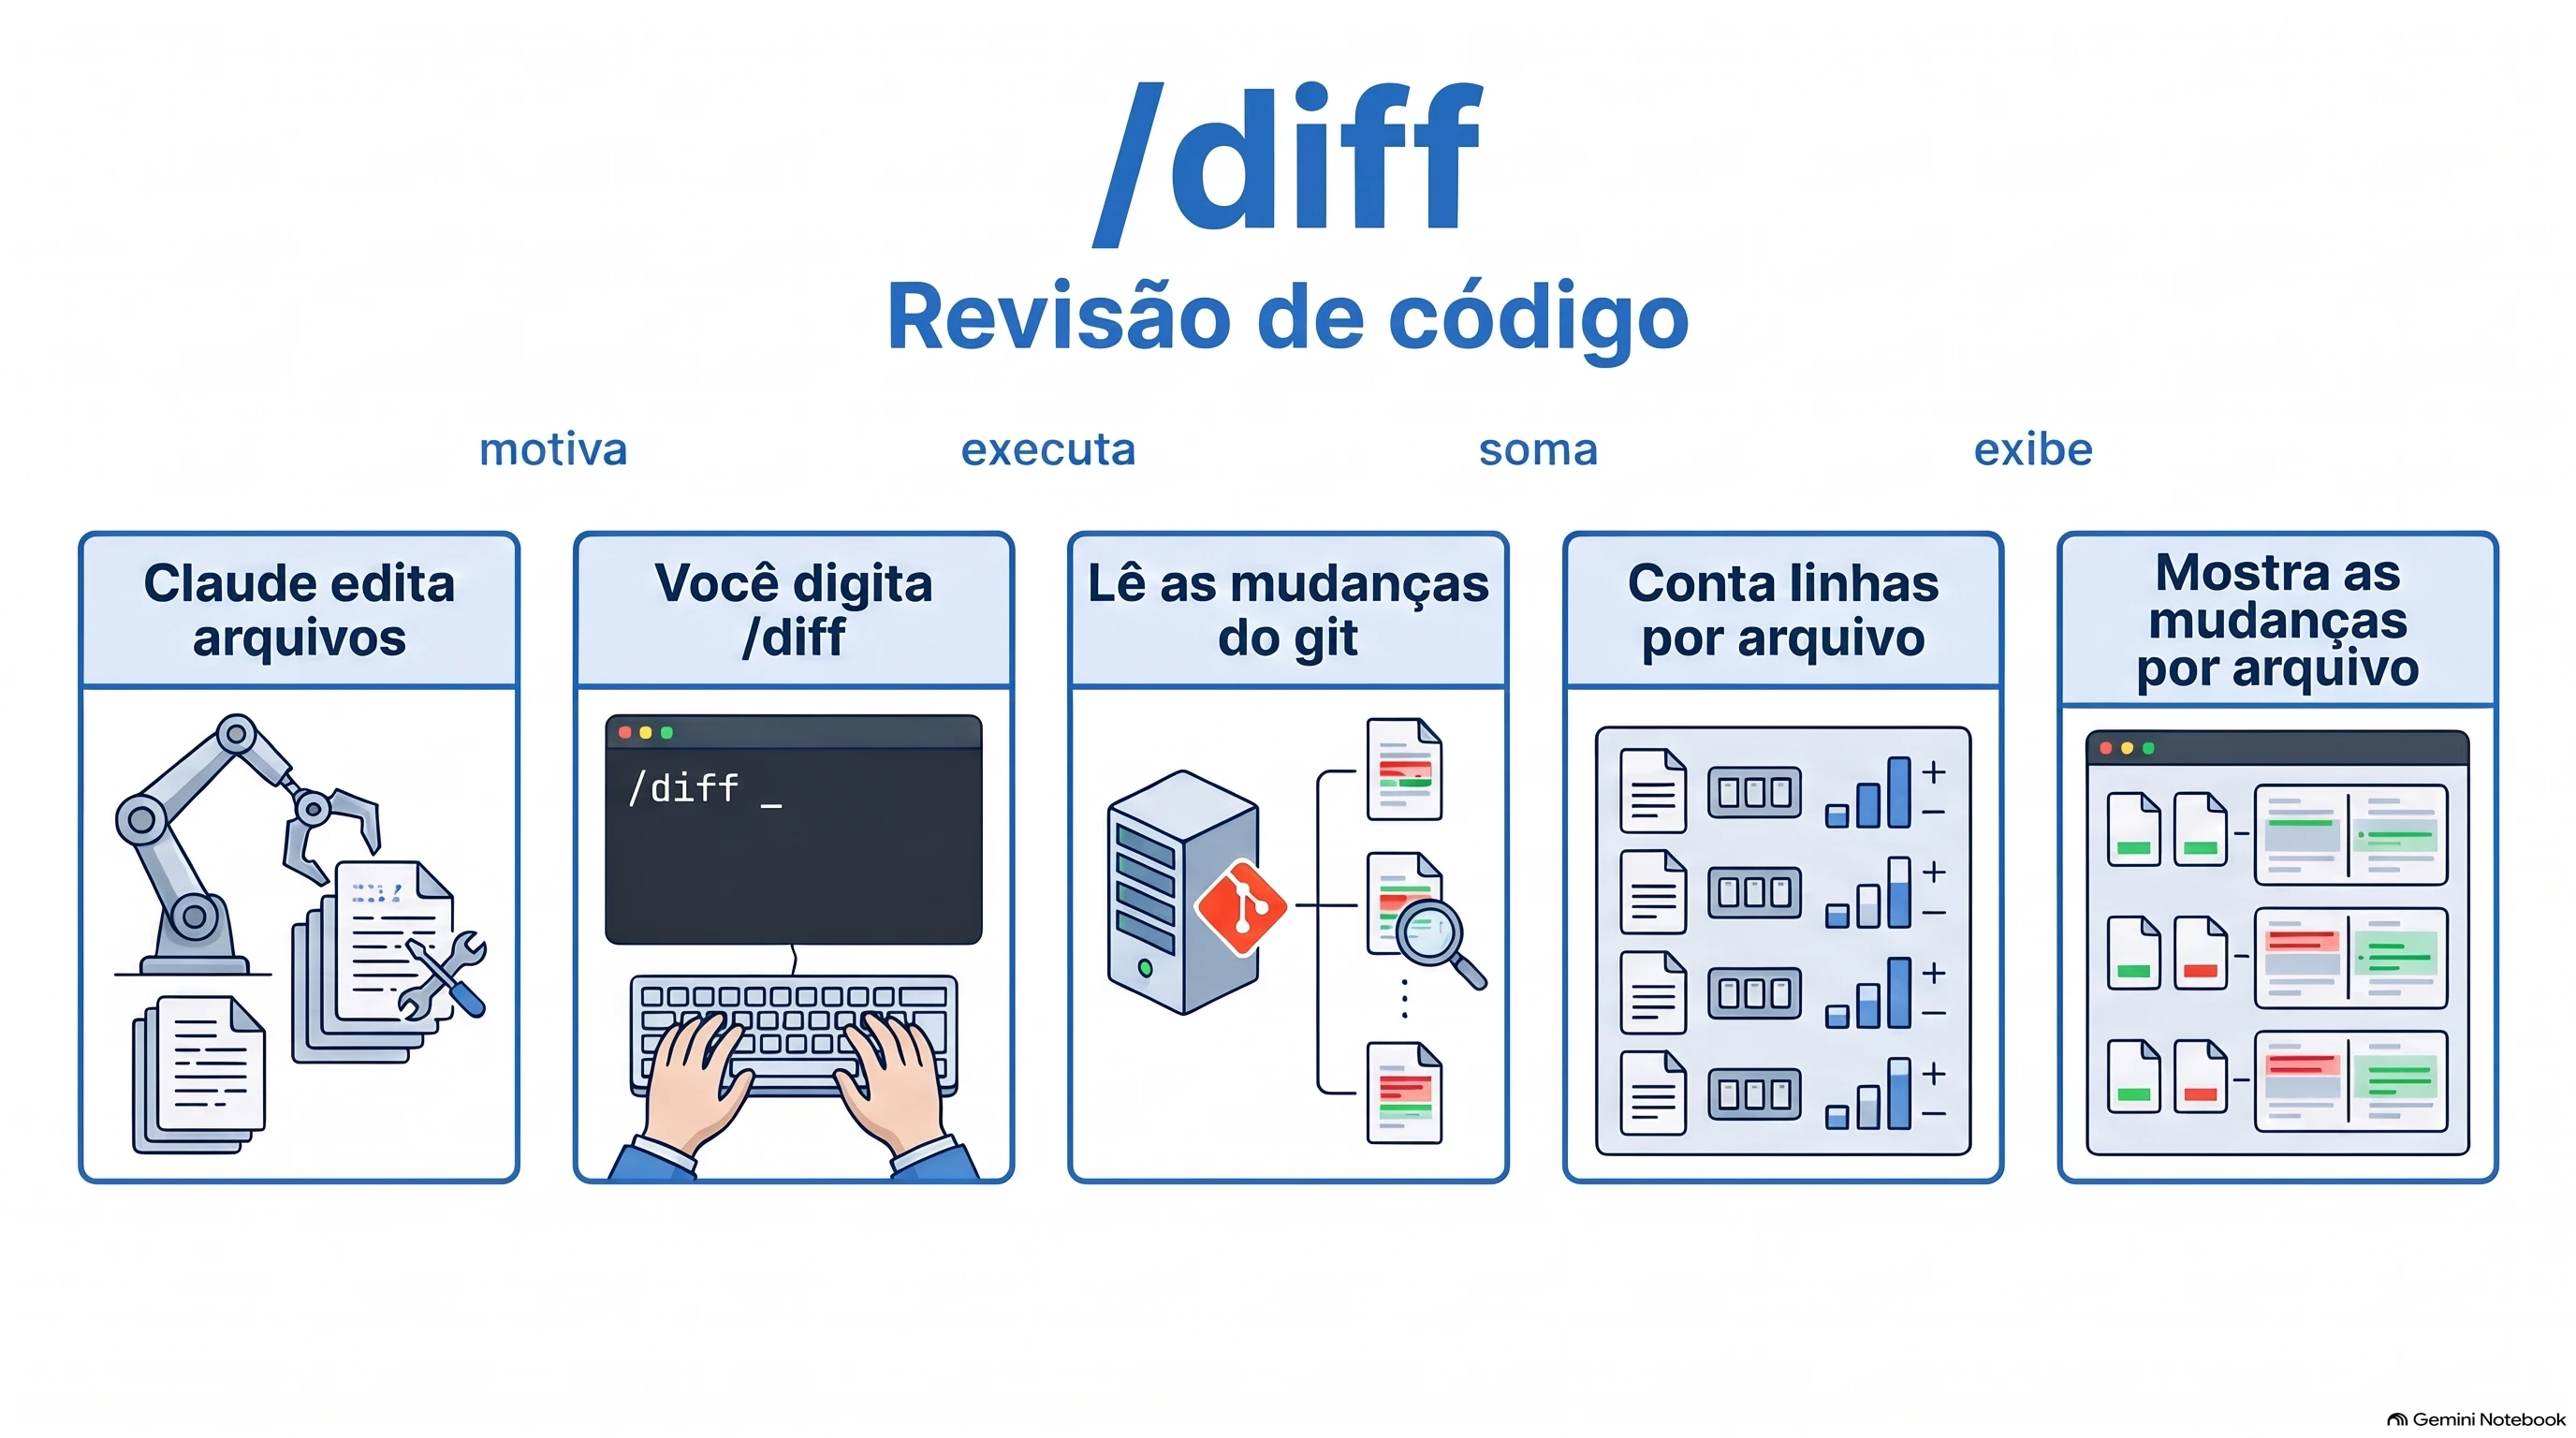 /diff
Revisão de código
motiva
executa
soma
exibe
Claude edita
arquivos
Você digita
/diff
Lê as mudanças
do git
Conta linhas
por arquivo
Mostra as
mudanças
por arquivo
/diff _
+
−
+
−
+
−
+
−
Gemini Notebook